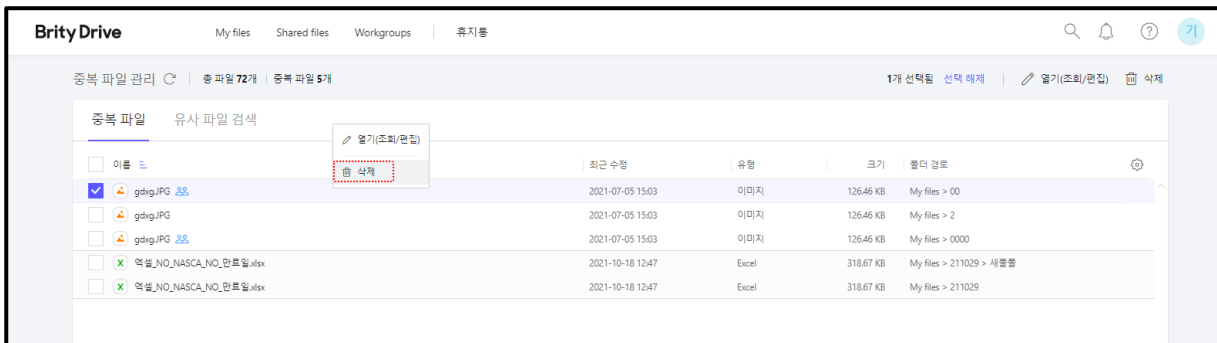 Brity Drive My files Shared files Workgroups 휴지통 기
중복 파일 관리 총 파일 72개 중복 파일 5개 1개 선택됨 선택 해제 열기(조회/편집) 삭제
중복 파일 유사 파일 검색
열기(조회/편집)
삭제
이름 최근 수정 유형 크기 폴더 경로
gdxg.JPG 2021-07-05 15:03 이미지 126.46 KB My files > 00
gdxg.JPG 2021-07-05 15:03 이미지 126.46 KB My files > 2
gdxg.JPG 2021-07-05 15:03 이미지 126.46 KB My files > 0000
엑셀_NO_NASCA_NO_만료일.xlsx 2021-10-18 12:47 Excel 318.67 KB My files > 211029 > 새폴폴
엑셀_NO_NASCA_NO_만료일.xlsx 2021-10-18 12:47 Excel 318.67 KB My files > 211029